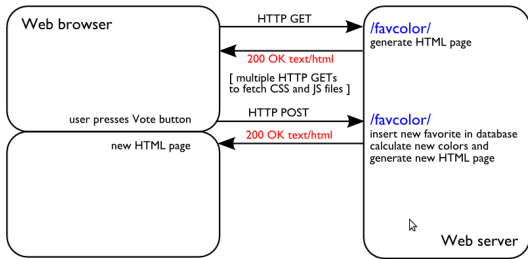 Web browser
HTTP GET
/favcolor/
generate HTML page
200 OK text/html
[ multiple HTTP GETs
to fetch CSS and JS files ]
user presses Vote button
HTTP POST
/favcolor/
insert new favorite in database
calculate new colors and
generate new HTML page
200 OK text/html
new HTML page
Web server